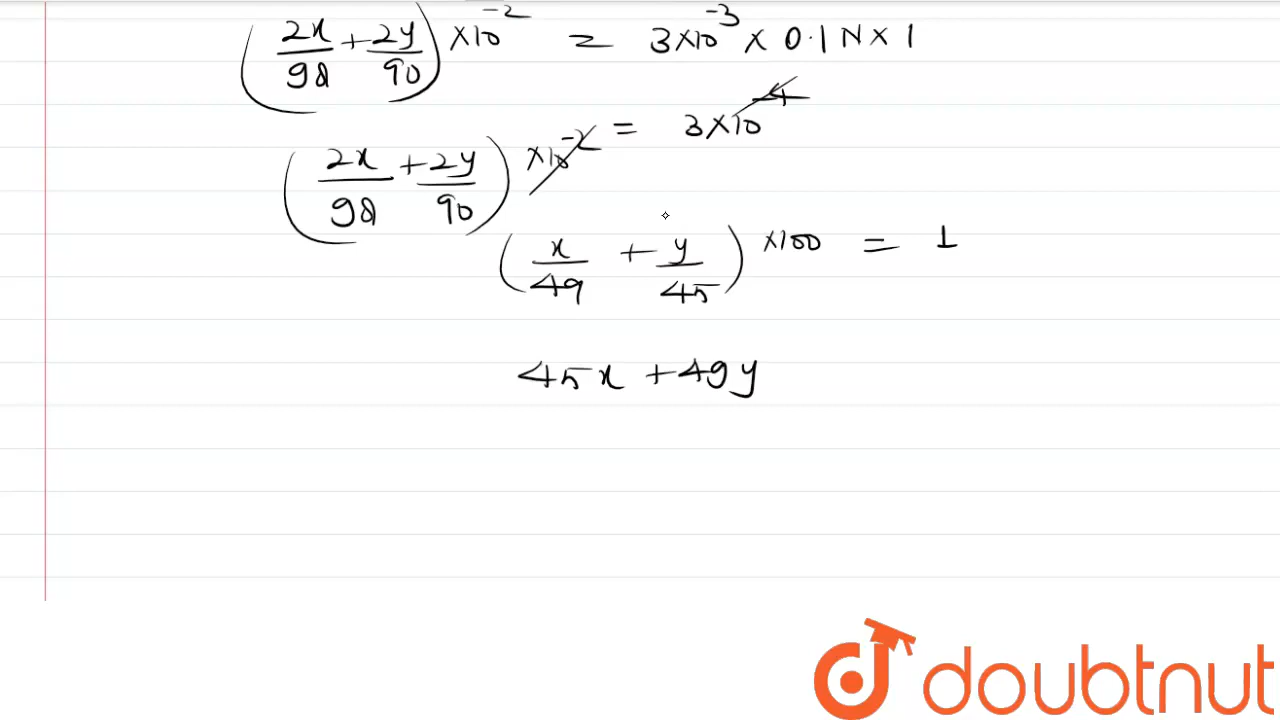 (2x/98 + 2y/90) × 10^-2 = 3×10^-3 × 0.1 N × 1
(2x/98 + 2y/90) ×10^-2 = 3×10^-4
(x/49 + y/45) ×100 = 1
45x + 49y
doubtnut